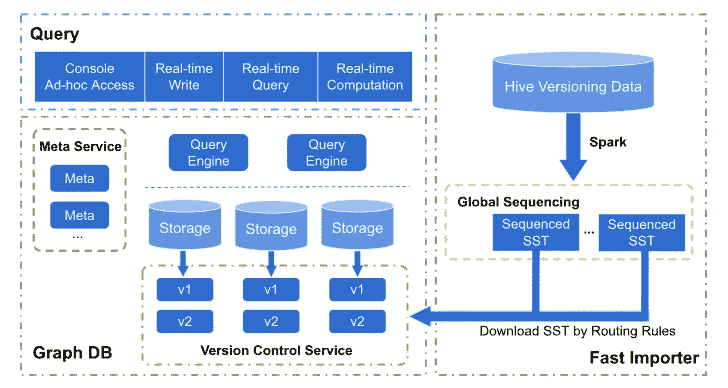 Query
Console
Ad-hoc Access
Real-time
Write
Real-time
Query
Real-time
Computation
Meta Service
Meta
Meta
...
Query
Engine
Query
Engine
Storage
Storage
Storage
v1
v1
v1
v2
v2
v2
Version Control Service
Graph DB
Hive Versioning Data
Spark
Global Sequencing
Sequenced
SST
...
Sequenced
SST
Download SST by Routing Rules
Fast Importer